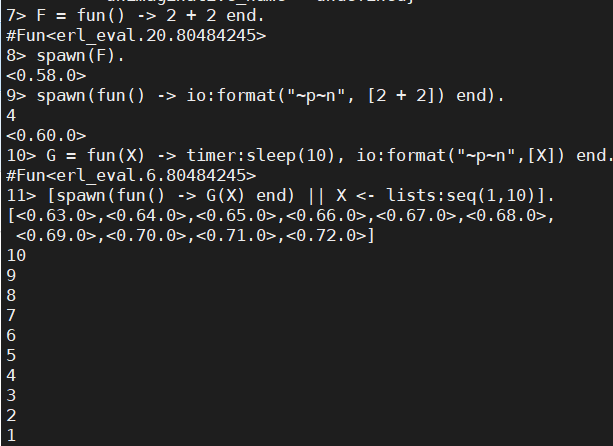 7> F = fun() -> 2 + 2 end.
#Fun<erl_eval.20.80484245>
8> spawn(F).
<0.58.0>
9> spawn(fun() -> io:format("~p~n", [2 + 2]) end).
4
<0.60.0>
10> G = fun(X) -> timer:sleep(10), io:format("~p~n",[X]) end.
#Fun<erl_eval.6.80484245>
11> [spawn(fun() -> G(X) end) || X <- lists:seq(1,10)].
[<0.63.0>,<0.64.0>,<0.65.0>,<0.66.0>,<0.67.0>,<0.68.0>,
 <0.69.0>,<0.70.0>,<0.71.0>,<0.72.0>]
10
9
8
7
6
5
4
3
2
1